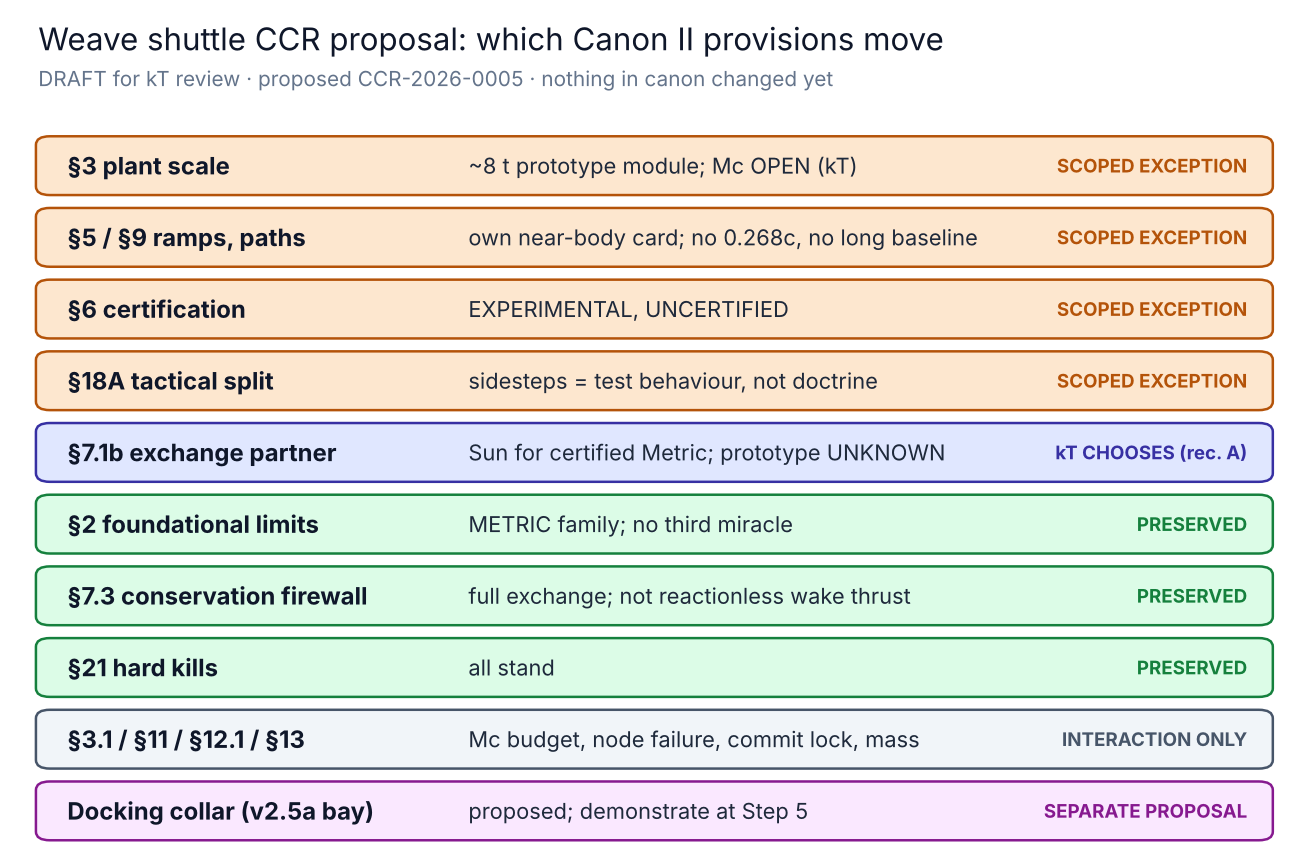 Weave shuttle CCR proposal: which Canon II provisions move
DRAFT for kT review · proposed CCR-2026-0005 · nothing in canon changed yet
§3 plant scale ~8 t prototype module; Mc OPEN (kT) SCOPED EXCEPTION
§5 / §9 ramps, paths own near-body card; no 0.268c, no long baseline SCOPED EXCEPTION
§6 certification EXPERIMENTAL, UNCERTIFIED SCOPED EXCEPTION
§18A tactical split sidesteps = test behaviour, not doctrine SCOPED EXCEPTION
§7.1b exchange partner Sun for certified Metric; prototype UNKNOWN kT CHOOSES (rec. A)
§2 foundational limits METRIC family; no third miracle PRESERVED
§7.3 conservation firewall full exchange; not reactionless wake thrust PRESERVED
§21 hard kills all stand PRESERVED
§3.1 / §11 / §12.1 / §13 Mc budget, node failure, commit lock, mass INTERACTION ONLY
Docking collar (v2.5a bay) proposed; demonstrate at Step 5 SEPARATE PROPOSAL